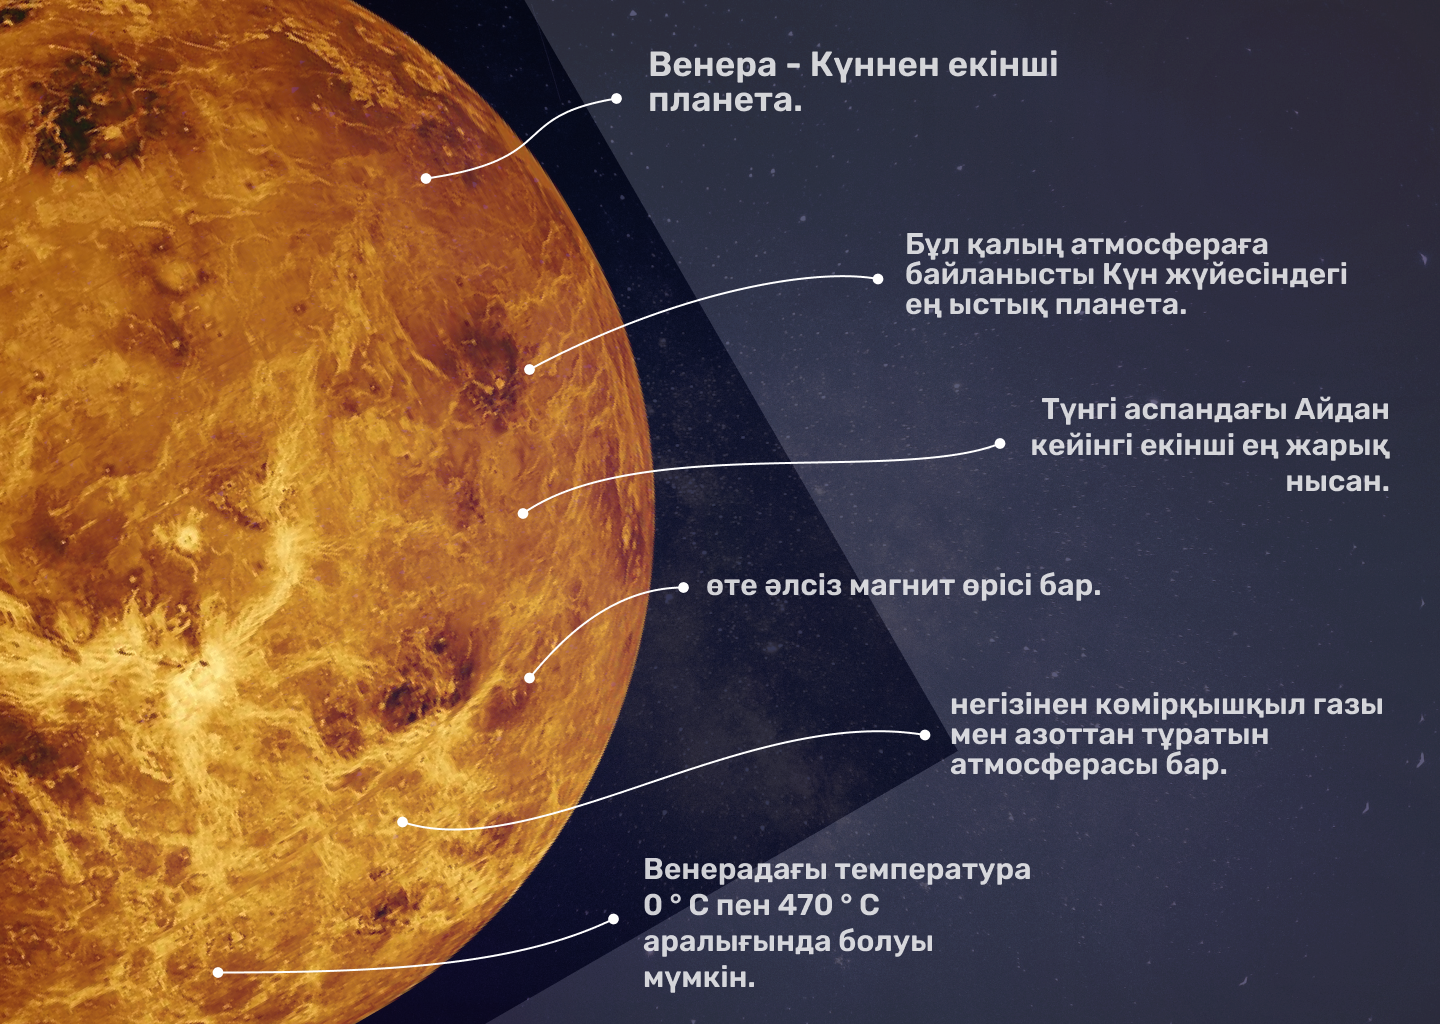 Венера - Күннен екінші
планета.
Бұл қалың атмосфераға
байланысты Күн жүйесіндегі
ең ыстық планета.
Түнгі аспандағы Айдан
кейінгі екінші ең жарық
нысан.
өте әлсіз магнит өрісі бар.
негізінен көмірқышқыл газы
мен азоттан тұратын
атмосферасы бар.
Венерадағы температура
0 ° C пен 470 ° C
аралығында болуы
мүмкін.